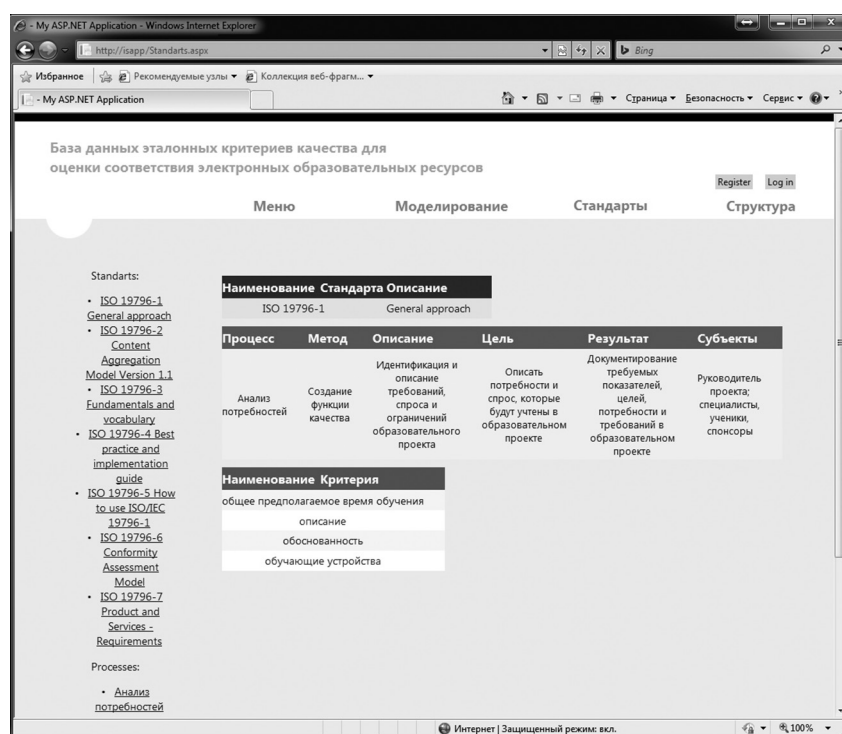 - My ASP.NET Application - Windows Internet Explorer
http://isapp/Standarts.aspx
Bing
Избранное
Рекомендуемые узлы
Коллекция веб-фрагм...
- My ASP.NET Application
Страница
Безопасность
Сервис
База данных эталонных критериев качества для
оценки соответствия электронных образовательных ресурсов
Register Log in
Меню Моделирование Стандарты Структура
Standarts:
• ISO 19796-1
General approach
• ISO 19796-2
Content
Aggregation
Model Version 1.1
• ISO 19796-3
Fundamentals and
vocabulary
• ISO 19796-4 Best
practice and
implementation
guide
• ISO 19796-5 How
to use ISO/IEC
19796-1
• ISO 19796-6
Conformity
Assessment
Model
• ISO 19796-7
Product and
Services -
Requirements
Processes:
• Анализ
потребностей
Наименование Стандарта Описание
ISO 19796-1 General approach
Процесс Метод Описание Цель Результат Субъекты
Анализ
потребностей
Создание
функции
качества
Идентификация и
описание
требований,
спроса и
ограничений
образовательного
проекта
Описать
потребности и
спрос, которые
будут учтены в
образовательном
проекте
Документирование
требуемых
показателей,
целей,
потребности и
требований в
образовательном
проекте
Руководитель
проекта;
специалисты,
ученики,
спонсоры
Наименование Критерия
общее предполагаемое время обучения
описание
обоснованность
обучающие устройства
Интернет | Защищенный режим: вкл.
100%